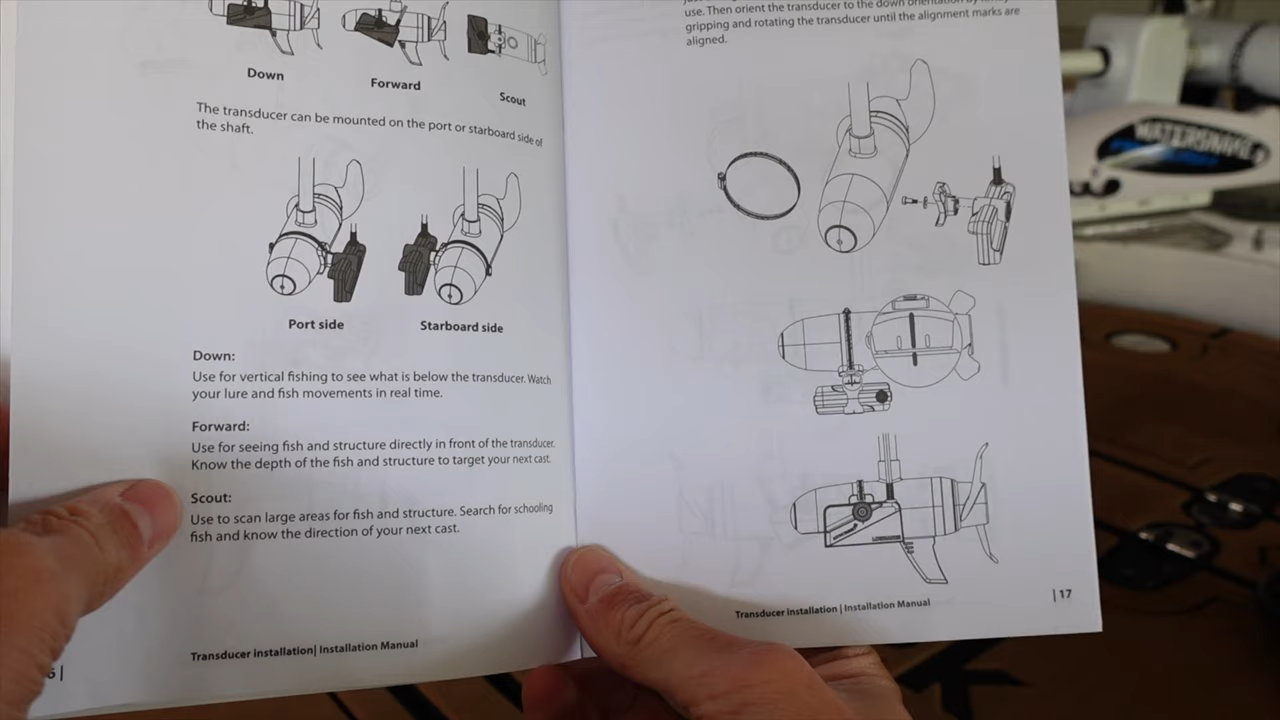 Down
Forward
Scout
The transducer can be mounted on the port or starboard side of
the shaft.
Port side
Starboard side
Down:
Use for vertical fishing to see what is below the transducer. Watch
your lure and fish movements in real time.
Forward:
Use for seeing fish and structure directly in front of the transducer.
Know the depth of the fish and structure to target your next cast.
Scout:
Use to scan large areas for fish and structure. Search for schooling
fish and know the direction of your next cast.
Transducer installation| Installation Manual
6 |
use. Then orient the transducer to the down orientation by
gripping and rotating the transducer until the alignment marks are
aligned.
LOWRANCE
Transducer installation | Installation Manual
| 17
WATERSNAKE